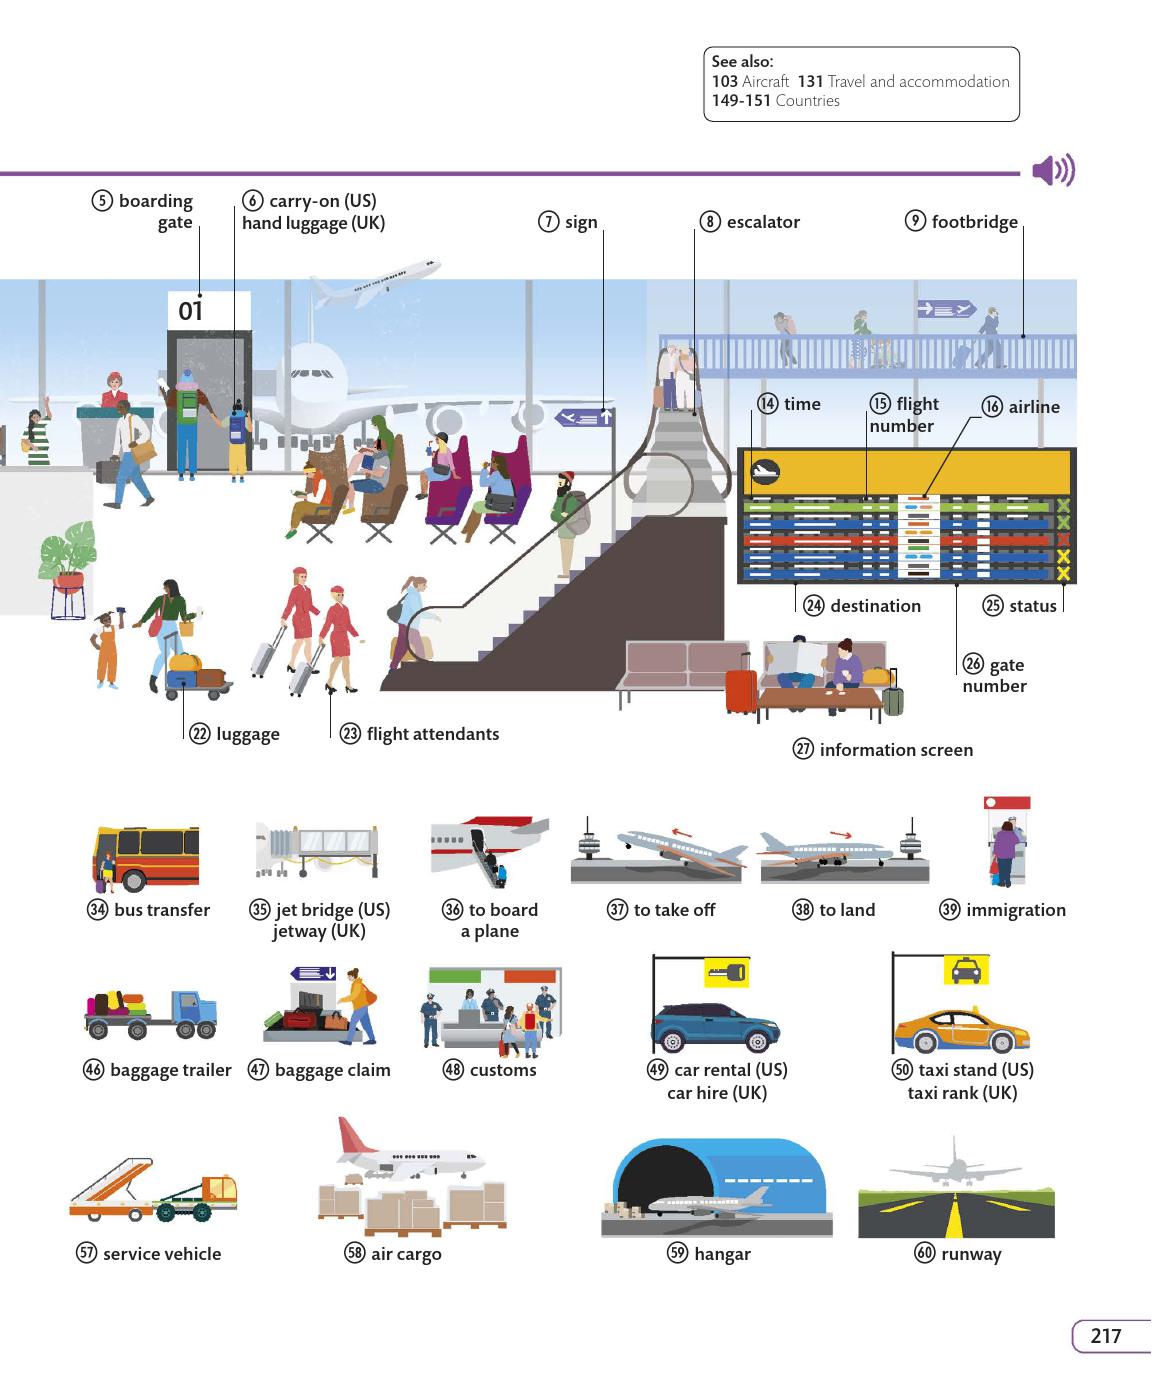 See also:
103 Aircraft 131 Travel and accommodation
149-151 Countries
5 boarding
gate
6 carry-on (US)
hand luggage (UK)
7 sign
8 escalator
9 footbridge
01
14 time
15 flight
number
16 airline
24 destination
25 status
26 gate
number
22 luggage
23 flight attendants
27 information screen
34 bus transfer
35 jet bridge (US)
jetway (UK)
36 to board
a plane
37 to take off
38 to land
39 immigration
46 baggage trailer
47 baggage claim
48 customs
49 car rental (US)
car hire (UK)
50 taxi stand (US)
taxi rank (UK)
57 service vehicle
58 air cargo
59 hangar
60 runway
217